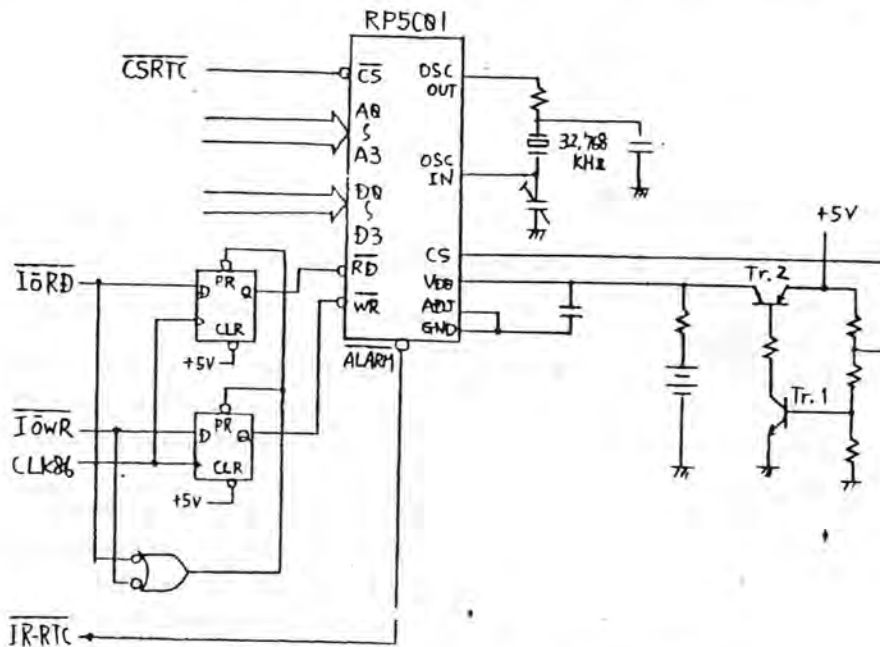 RP5C01
CSRTC
CS
OSC OUT
A0
S
A3
32.768 KHz
OSC IN
D0
S
D3
+5V
CS
IORD
PR
D Q
RD
VDD
Tr.2
WR
ADJ
CLR
GND
+5V
ALARM
Tr.1
IOWR
PR
D Q
CLK86
CLR
+5V
IR-RTC